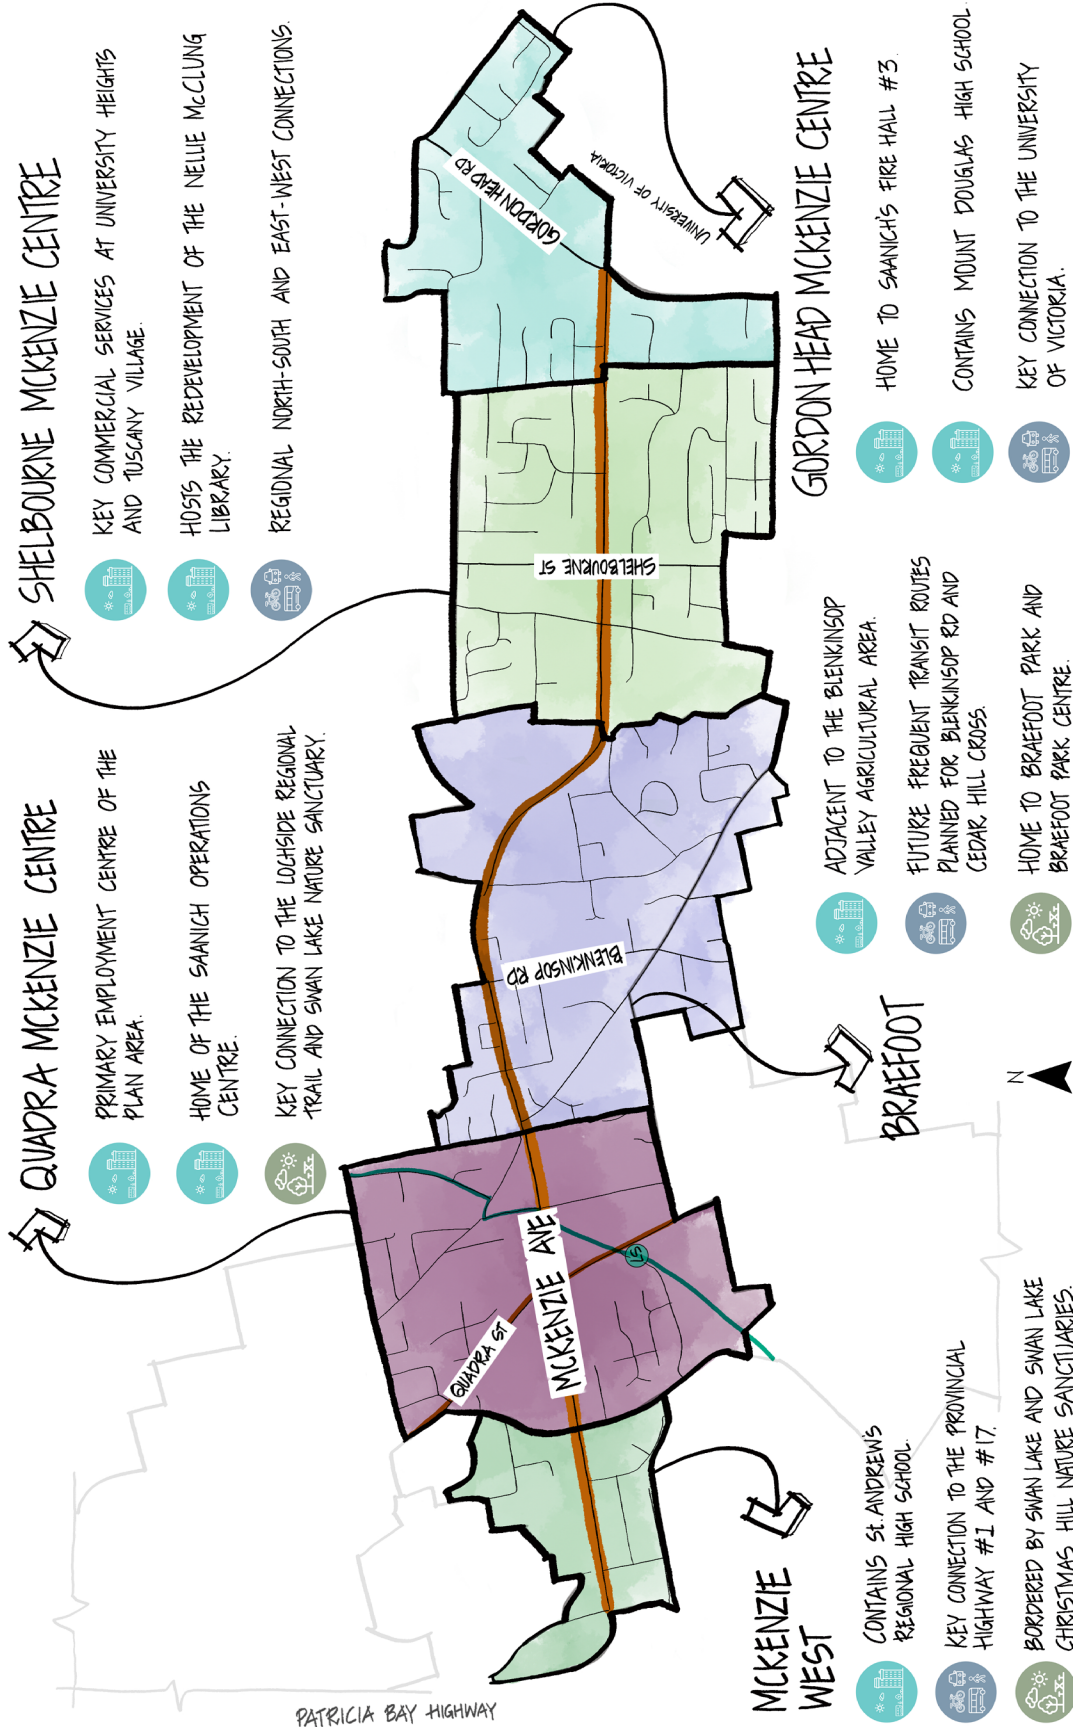 QUADRA MCKENZIE CENTRE
PRIMARY EMPLOYMENT CENTRE OF THE
PLAN AREA.
HOME OF THE SAANICH OPERATIONS
CENTRE.
KEY CONNECTION TO THE LOCHSIDE REGIONAL
TRAIL AND SWAN LAKE NATURE SANCTUARY.
SHELBOURNE MCKENZIE CENTRE
KEY COMMERCIAL SERVICES AT UNIVERSITY HEIGHTS
AND TUSCANY VILLAGE.
HOSTS THE REDEVELOPMENT OF THE NELLIE McCLUNG
LIBRARY.
REGIONAL NORTH-SOUTH AND EAST-WEST CONNECTIONS.
PATRICIA BAY HIGHWAY
QUADRA ST
MCKENZIE AVE
LS
BLENKINSOP RD
SHELBOURNE ST
GORDON HEAD RD
UNIVERSITY OF VICTORIA
MCKENZIE
WEST
CONTAINS St. ANDREW'S
REGIONAL HIGH SCHOOL.
KEY CONNECTION TO THE PROVINCIAL
HIGHWAY #1 AND #17.
BORDERED BY SWAN LAKE AND SWAN LAKE
CHRISTMAS HILL NATURE SANCTUARIES.
N
BRAEFOOT
ADJACENT TO THE BLENKINSOP
VALLEY AGRICULTURAL AREA.
FUTURE FREQUENT TRANSIT ROUTES
PLANNED FOR BLENKINSOP RD AND
CEDAR HILL CROSS.
HOME TO BRAEFOOT PARK AND
BRAEFOOT PARK CENTRE.
GORDON HEAD MCKENZIE CENTRE
HOME TO SAANICH'S FIRE HALL #3.
CONTAINS MOUNT DOUGLAS HIGH SCHOOL.
KEY CONNECTION TO THE UNIVERSITY
OF VICTORIA.